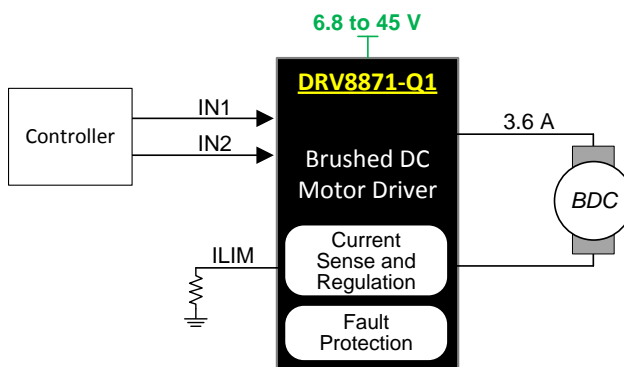 6.8 to 45 V
DRV8871-Q1
Controller
IN1
IN2
Brushed DC
Motor Driver
3.6 A
BDC
ILIM
Current
Sense and
Regulation
Fault
Protection